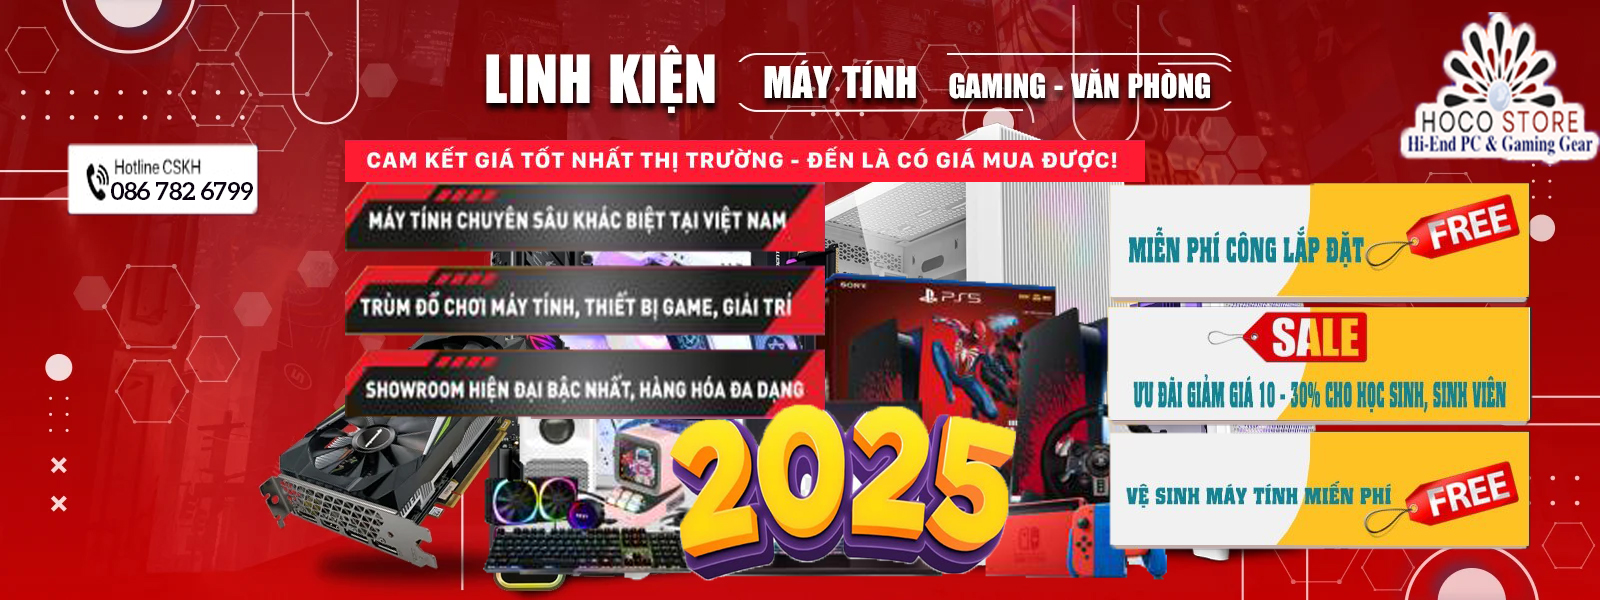 LINH KIỆN MÁY TÍNH GAMING - VĂN PHÒNG
HOCO STORE
Hi-End PC & Gaming Gear
CAM KẾT GIÁ TỐT NHẤT THỊ TRƯỜNG - ĐẾN LÀ CÓ GIÁ MUA ĐƯỢC!
Hotline CSKH
086 782 6799
MÁY TÍNH CHUYÊN SÂU KHÁC BIỆT TẠI VIỆT NAM
TRÙM ĐỒ CHƠI MÁY TÍNH, THIẾT BỊ GAME, GIẢI TRÍ
SHOWROOM HIỆN ĐẠI BẬC NHẤT, HÀNG HÓA ĐA DẠNG
SONY
PS5
2025
MIỄN PHÍ CÔNG LẮP ĐẶT
FREE
SALE
ƯU ĐÃI GIẢM GIÁ 10 - 30% CHO HỌC SINH, SINH VIÊN
VỆ SINH MÁY TÍNH MIẾN PHÍ
FREE